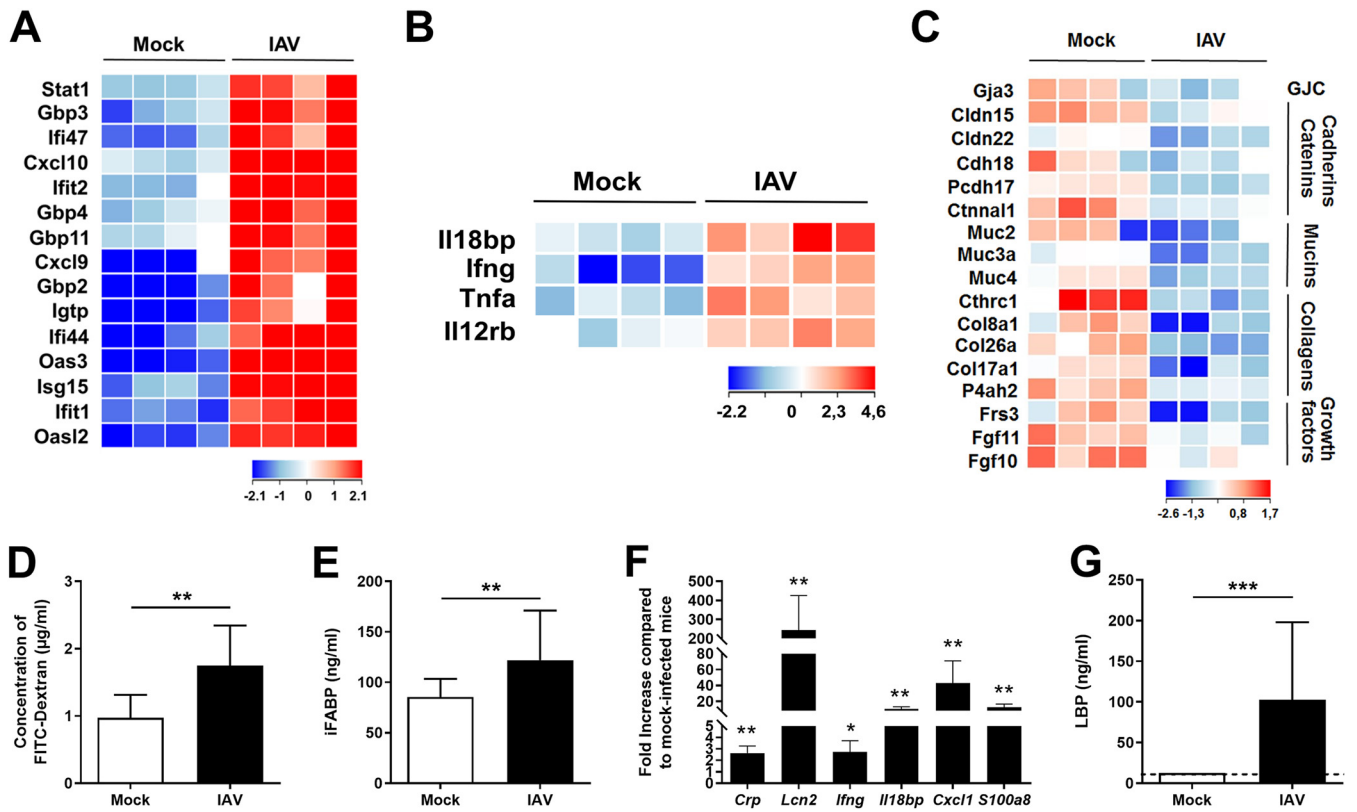 A
Mock IAV
Stat1
Gbp3
Ifi47
Cxcl10
Ifit2
Gbp4
Gbp11
Cxcl9
Gbp2
Igtp
Ifi44
Oas3
Isg15
Ifit1
Oasl2
-2.1 -1 0 1 2.1
B
Mock IAV
Il18bp
Ifng
Tnfa
Il12rb
-2.2 0 2,3 4,6
C
Mock IAV
Gja3
Cldn15
Cldn22
Cdh18
Pcdh17
Ctnnal1
Muc2
Muc3a
Muc4
Cthrc1
Col8a1
Col26a
Col17a1
P4ah2
Frs3
Fgf11
Fgf10
GJC
Cadherins
Catenins
Mucins
Collagens
Growth
factors
-2.6 -1,3 0,8 1,7
D
Concentration of
FITC-Dextran (µg/ml)
3
2
1
0
**
Mock IAV
E
iFABP (ng/ml)
200
150
100
50
0
**
Mock IAV
F
Fold Increase compared
to mock-infected mice
500
400
300
200
80
60
40
20
5
4
3
2
1
0
** ** * ** ** **
Crp Lcn2 Ifng Il18bp Cxcl1 S100a8
G
LBP (ng/ml)
250
200
150
100
50
0
***
Mock IAV